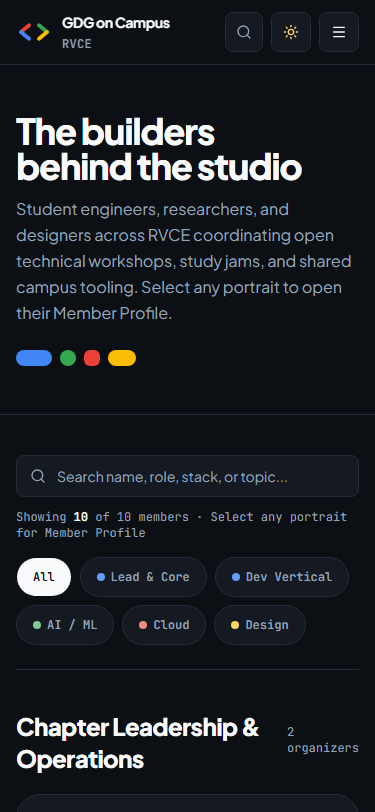 GDG on Campus
RVCE
The builders
behind the studio
Student engineers, researchers, and
designers across RVCE coordinating open
technical workshops, study jams, and shared
campus tooling. Select any portrait to open
their Member Profile.
Search name, role, stack, or topic...
Showing 10 of 10 members · Select any portrait
for Member Profile
All
Lead & Core
Dev Vertical
AI / ML
Cloud
Design
Chapter Leadership &
Operations
2
organizers